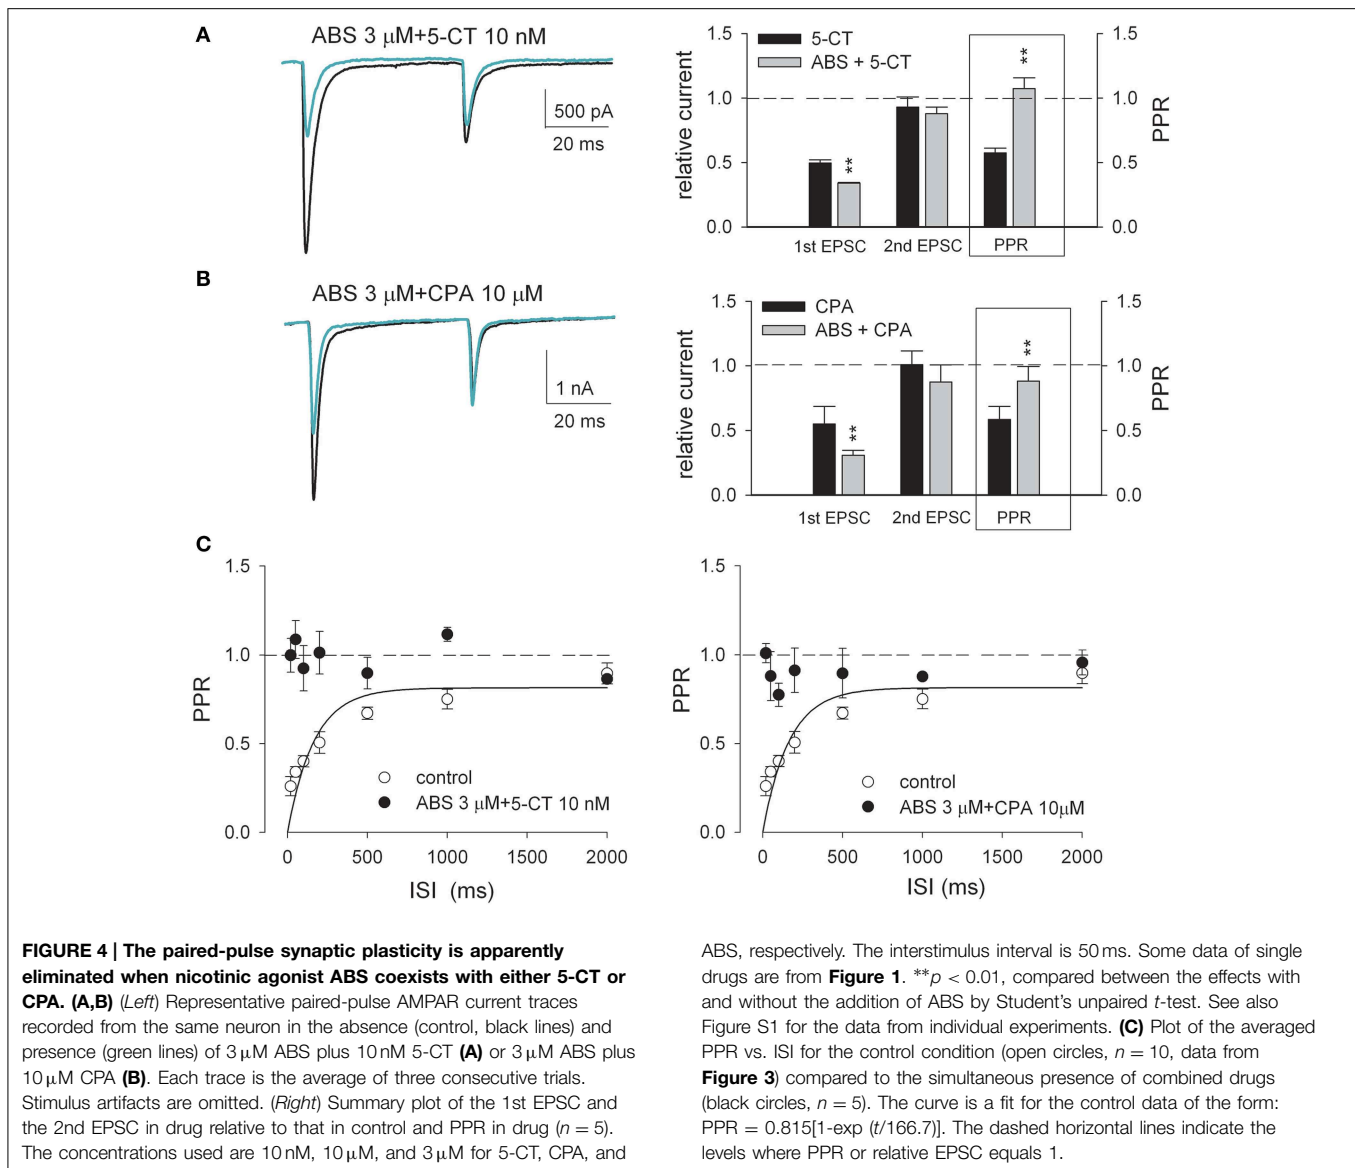 A
ABS 3 µM+5-CT 10 nM
500 pA
20 ms
1.5
1.0
0.5
0.0
relative current
5-CT
ABS + 5-CT
**
**
1st EPSC
2nd EPSC
PPR
1.5
1.0
0.5
0.0
PPR
B
ABS 3 µM+CPA 10 µM
1 nA
20 ms
1.5
1.0
0.5
0.0
relative current
CPA
ABS + CPA
**
**
1st EPSC
2nd EPSC
PPR
1.5
1.0
0.5
0.0
PPR
C
1.5
1.0
0.5
0.0
PPR
control
ABS 3 µM+5-CT 10 nM
0
500
1000
1500
2000
ISI (ms)
1.5
1.0
0.5
0.0
PPR
control
ABS 3 µM+CPA 10µM
0
500
1000
1500
2000
ISI (ms)
FIGURE 4 | The paired-pulse synaptic plasticity is apparently
eliminated when nicotinic agonist ABS coexists with either 5-CT or
CPA. (A,B) (Left) Representative paired-pulse AMPAR current traces
recorded from the same neuron in the absence (control, black lines) and
presence (green lines) of 3 µM ABS plus 10 nM 5-CT (A) or 3 µM ABS plus
10 µM CPA (B). Each trace is the average of three consecutive trials.
Stimulus artifacts are omitted. (Right) Summary plot of the 1st EPSC and
the 2nd EPSC in drug relative to that in control and PPR in drug (n = 5).
The concentrations used are 10 nM, 10 µM, and 3 µM for 5-CT, CPA, and
ABS, respectively. The interstimulus interval is 50 ms. Some data of single
drugs are from Figure 1. **p < 0.01, compared between the effects with
and without the addition of ABS by Student's unpaired t-test. See also
Figure S1 for the data from individual experiments. (C) Plot of the averaged
PPR vs. ISI for the control condition (open circles, n = 10, data from
Figure 3) compared to the simultaneous presence of combined drugs
(black circles, n = 5). The curve is a fit for the control data of the form:
PPR = 0.815[1-exp (t/166.7)]. The dashed horizontal lines indicate the
levels where PPR or relative EPSC equals 1.